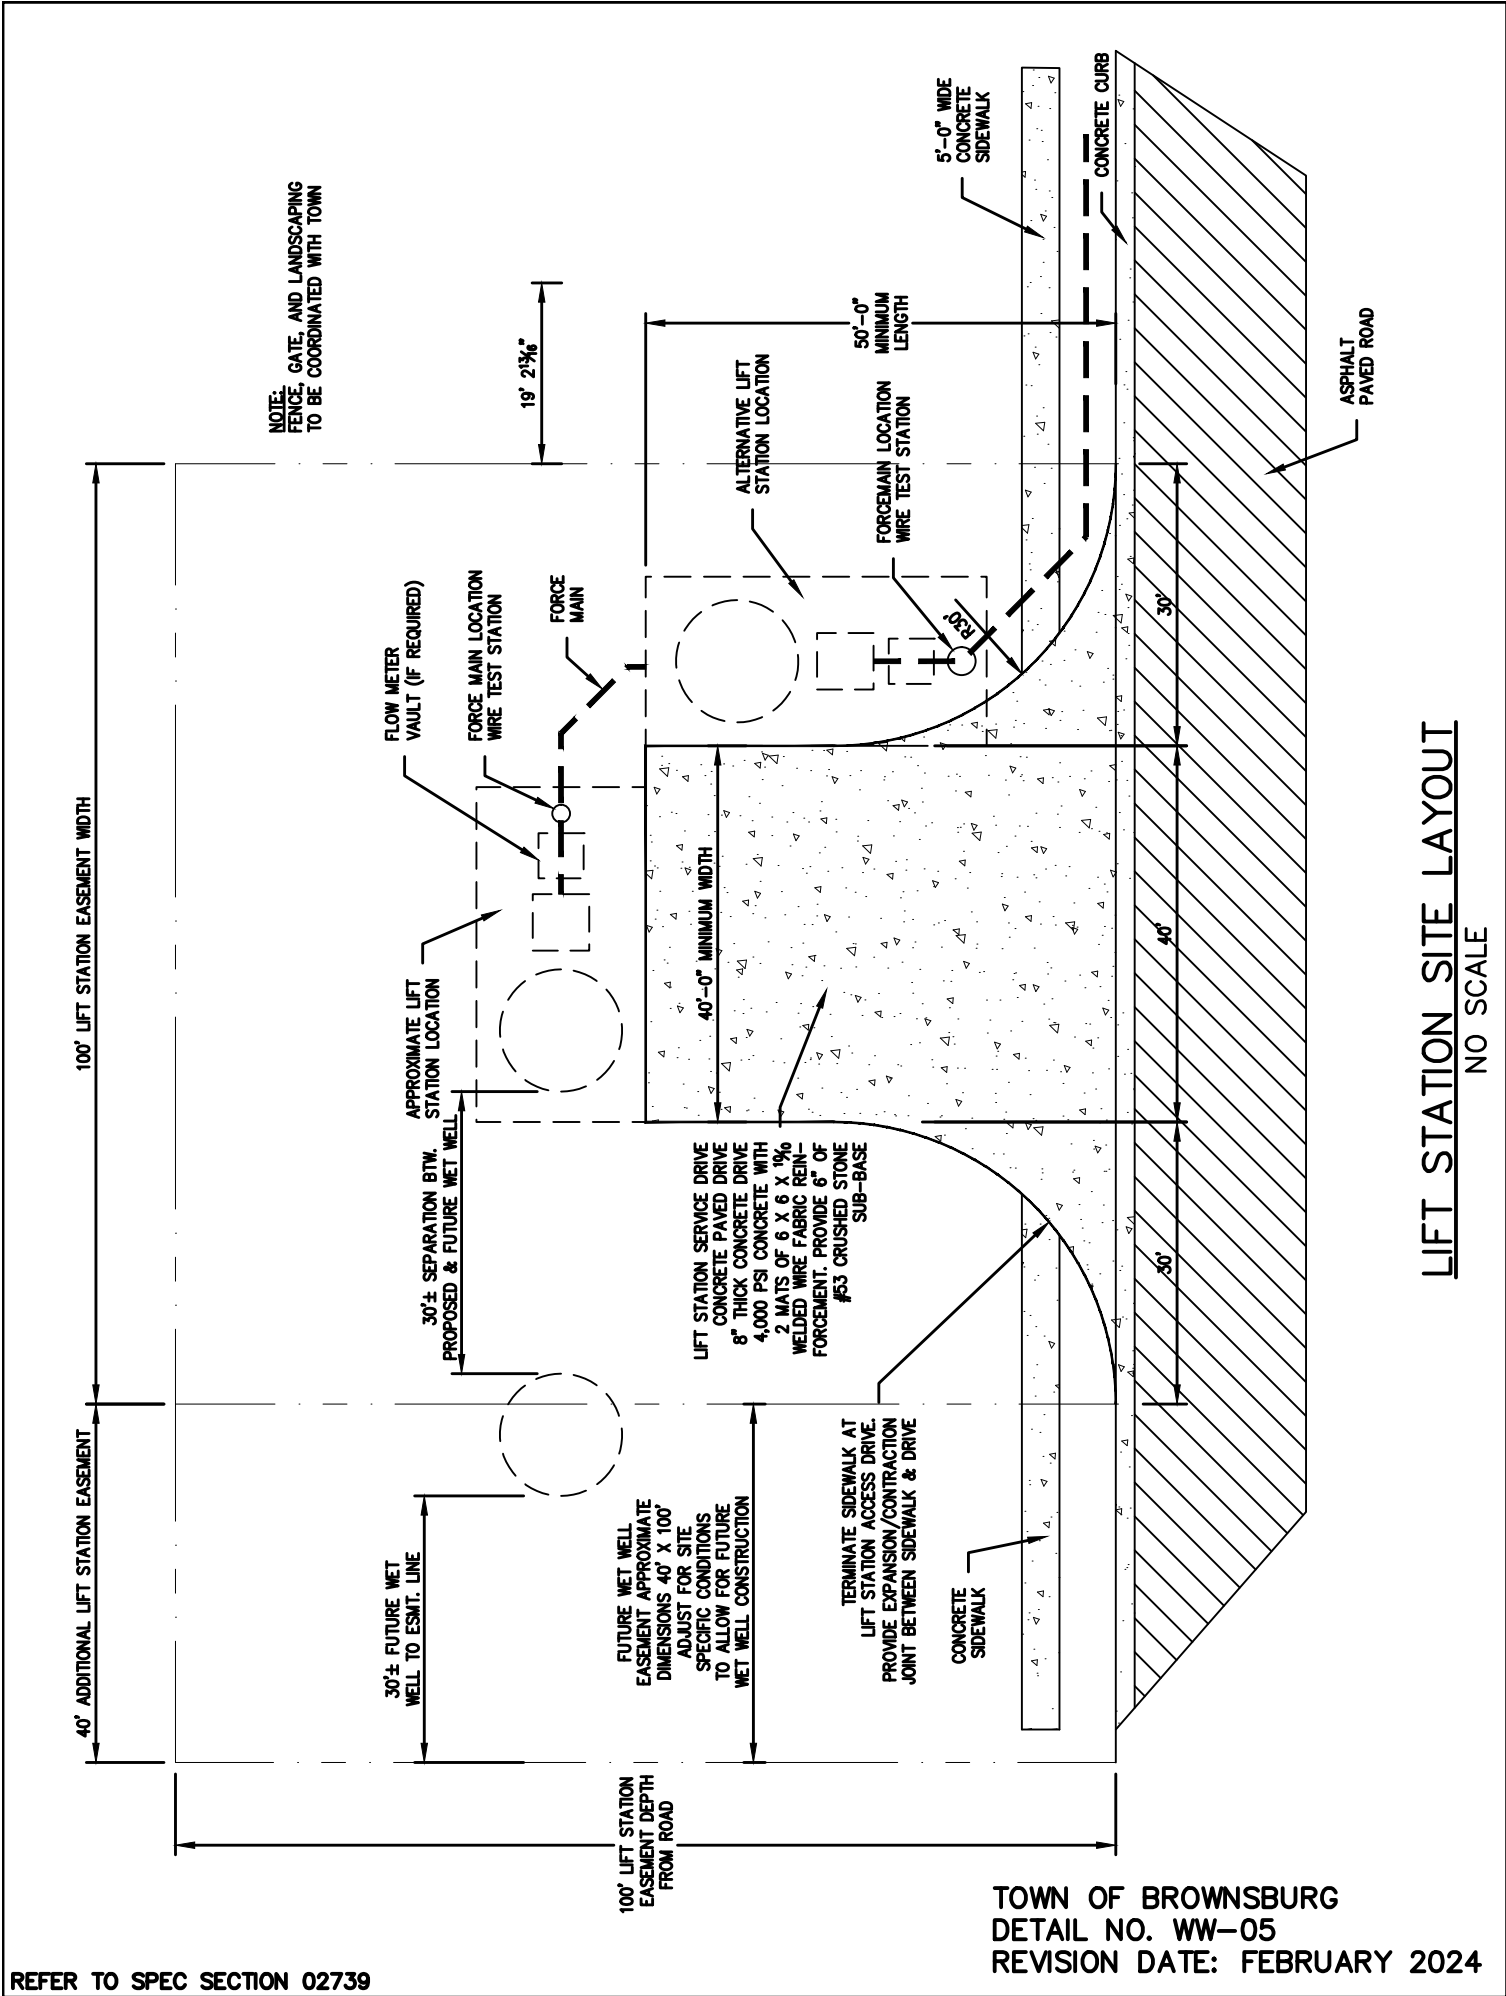 40' ADDITIONAL LIFT STATION EASEMENT
100' LIFT STATION EASEMENT WIDTH
NOTE:
FENCE, GATE, AND LANDSCAPING
TO BE COORDINATED WITH TOWN
19' 2 13/16"
FLOW METER
VAULT (IF REQUIRED)
FORCE MAIN LOCATION
WIRE TEST STATION
FORCE
MAIN
APPROXIMATE LIFT
STATION LOCATION
30'± SEPARATION BTW.
PROPOSED & FUTURE WET WELL
30'± FUTURE WET
WELL TO ESMT. LINE
FUTURE WET WELL
EASEMENT APPROXIMATE
DIMENSIONS 40' X 100'
ADJUST FOR SITE
SPECIFIC CONDITIONS
TO ALLOW FOR FUTURE
WET WELL CONSTRUCTION
100' LIFT STATION
EASEMENT DEPTH
FROM ROAD
40'-0" MINIMUM WIDTH
LIFT STATION SERVICE DRIVE
CONCRETE PAVED DRIVE
8" THICK CONCRETE DRIVE
4,000 PSI CONCRETE WITH
2 MATS OF 6 X 6 X 10/10
WELDED WIRE FABRIC REIN-
FORCEMENT. PROVIDE 6" OF
#53 CRUSHED STONE
SUB-BASE
ALTERNATIVE LIFT
STATION LOCATION
50'-0"
MINIMUM
LENGTH
FORCEMAIN LOCATION
WIRE TEST STATION
R30'
5'-0" WIDE
CONCRETE
SIDEWALK
CONCRETE CURB
TERMINATE SIDEWALK AT
LIFT STATION ACCESS DRIVE.
PROVIDE EXPANSION/CONTRACTION
JOINT BETWEEN SIDEWALK & DRIVE
CONCRETE
SIDEWALK
30'
40'
30'
ASPHALT
PAVED ROAD
LIFT STATION SITE LAYOUT
NO SCALE
TOWN OF BROWNSBURG
DETAIL NO. WW-05
REVISION DATE: FEBRUARY 2024
REFER TO SPEC SECTION 02739